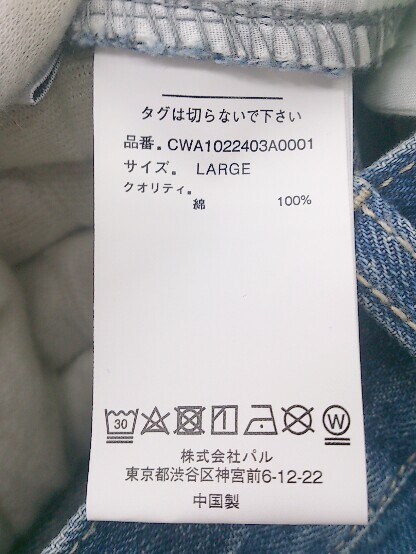 タグは切らないで下さい
品番。CWA1022403A0001
サイズ。 LARGE
クオリティ。
綿 100%
30 W
株式会社パル
東京都渋谷区神宮前6-12-22
中国製